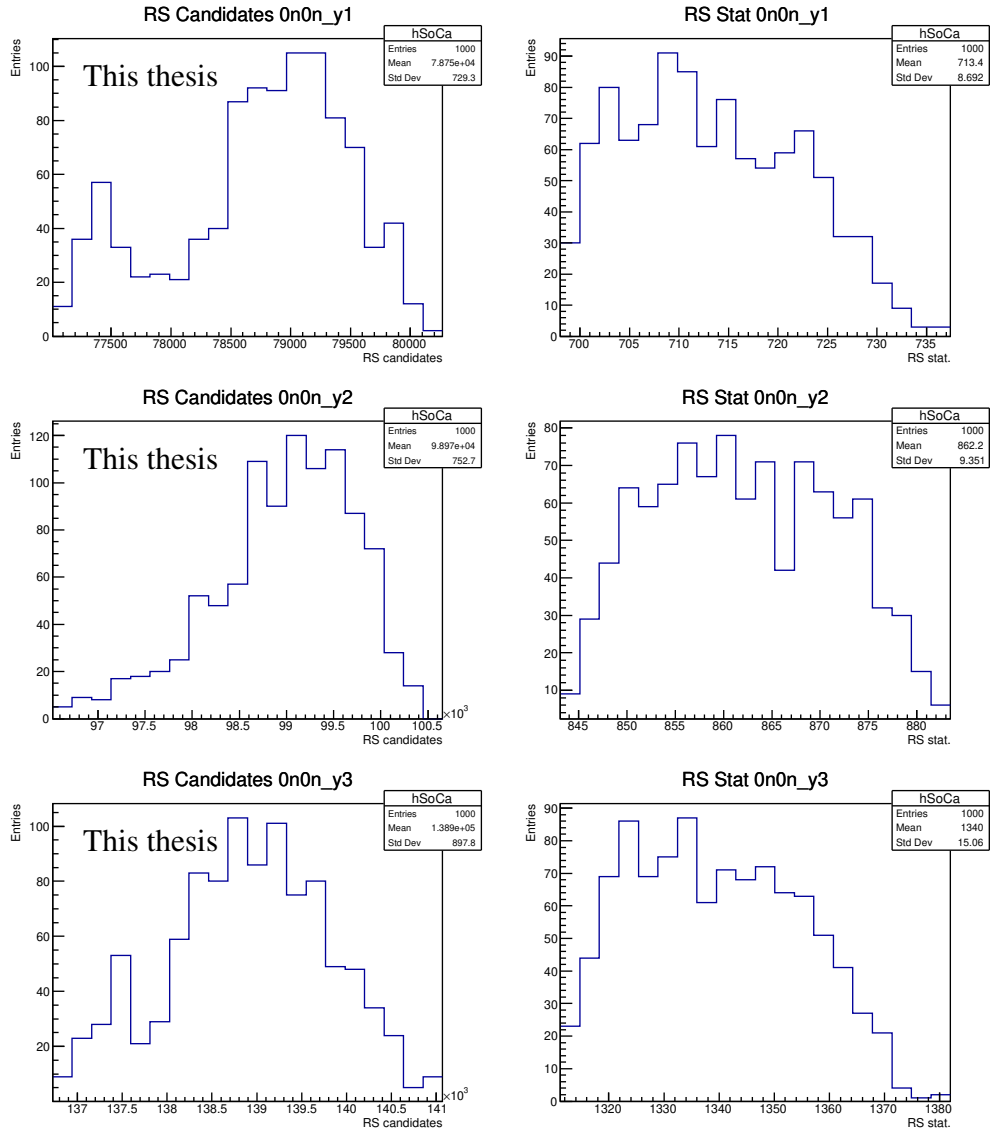 RS Candidates 0n0n_y1
Entries
This thesis
hSoCa
Entries 1000
Mean 7.875e+04
Std Dev 729.3
100
80
60
40
20
0
77500 78000 78500 79000 79500 80000
RS candidates
RS Stat 0n0n_y1
Entries
hSoCa
Entries 1000
Mean 713.4
Std Dev 8.692
90
80
70
60
50
40
30
20
10
0
700 705 710 715 720 725 730 735
RS stat.
RS Candidates 0n0n_y2
Entries
This thesis
hSoCa
Entries 1000
Mean 9.897e+04
Std Dev 752.7
120
100
80
60
40
20
0
97 97.5 98 98.5 99 99.5 100 100.5
×10³
RS candidates
RS Stat 0n0n_y2
Entries
hSoCa
Entries 1000
Mean 862.2
Std Dev 9.351
80
70
60
50
40
30
20
10
845 850 855 860 865 870 875 880
RS stat.
RS Candidates 0n0n_y3
Entries
This thesis
hSoCa
Entries 1000
Mean 1.389e+05
Std Dev 897.8
100
80
60
40
20
137 137.5 138 138.5 139 139.5 140 140.5 141
×10³
RS candidates
RS Stat 0n0n_y3
Entries
hSoCa
Entries 1000
Mean 1340
Std Dev 15.06
90
80
70
60
50
40
30
20
10
0
1320 1330 1340 1350 1360 1370 1380
RS stat.